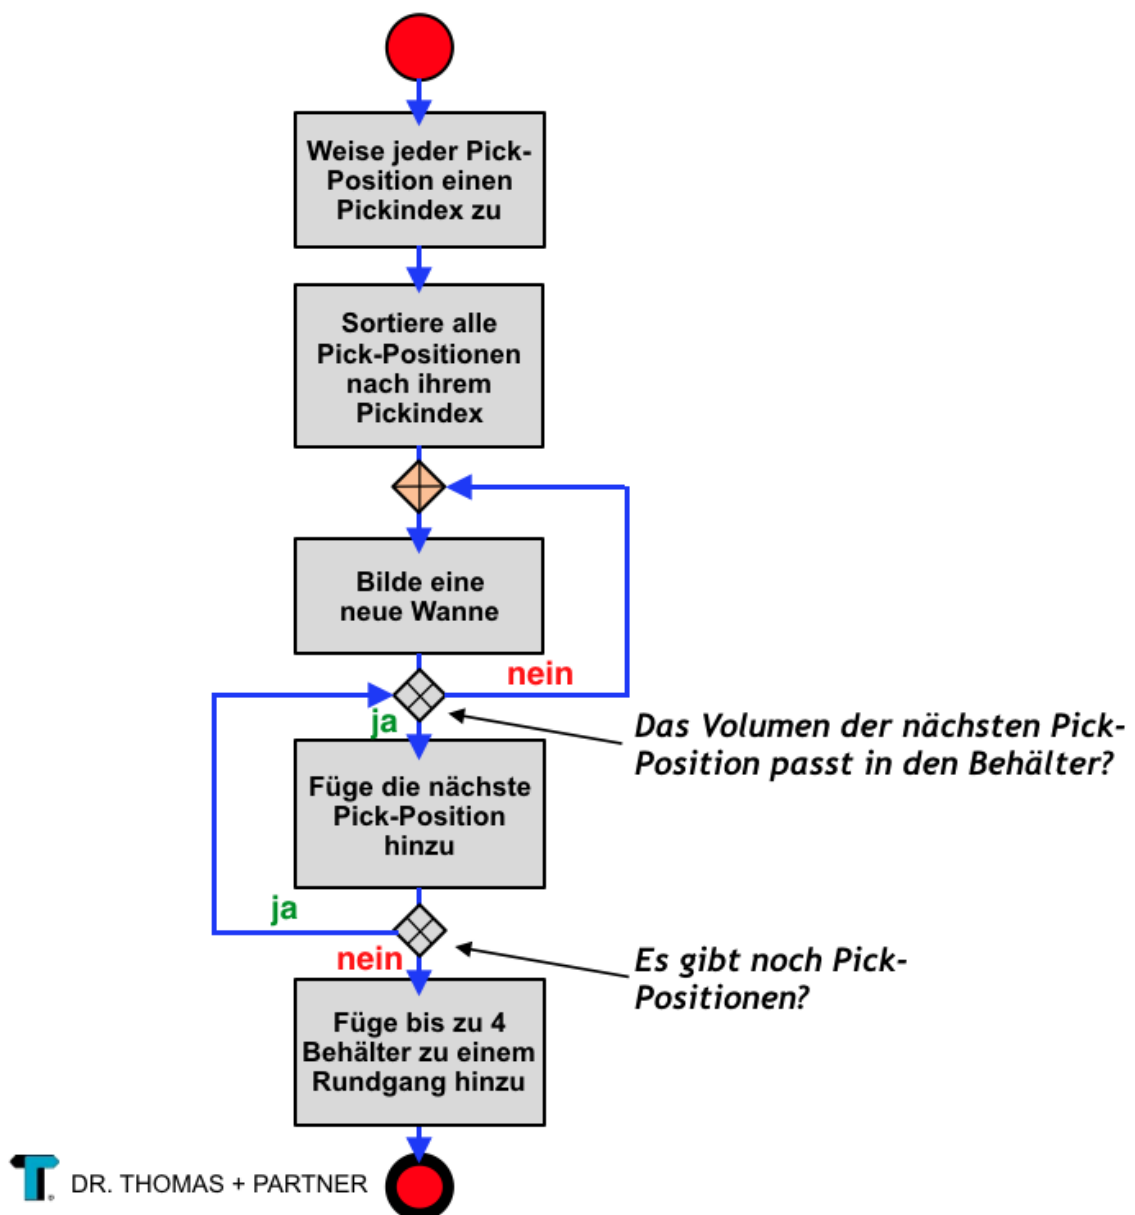 Weise jeder Pick-
Position einen
Pickindex zu
Sortiere alle
Pick-Positionen
nach ihrem
Pickindex
Bilde eine
neue Wanne
nein
ja
Das Volumen der nächsten Pick-
Position passt in den Behälter?
Füge die nächste
Pick-Position
hinzu
ja
nein
Es gibt noch Pick-
Positionen?
Füge bis zu 4
Behälter zu einem
Rundgang hinzu
DR. THOMAS + PARTNER